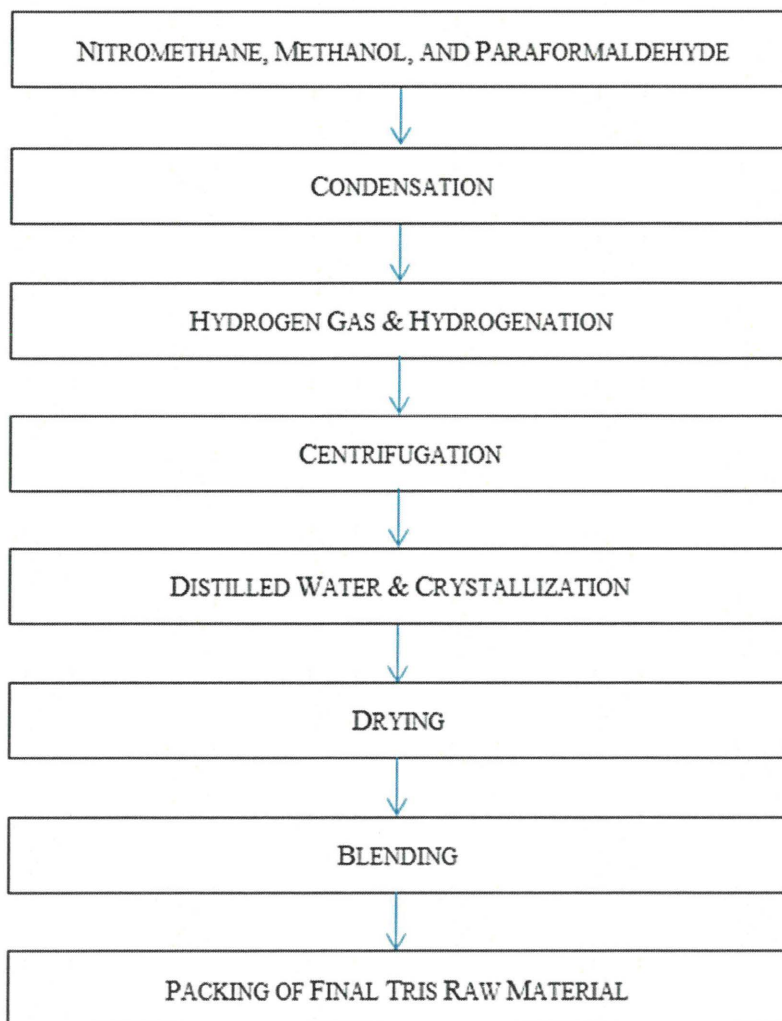 NITROMETHANE, METHANOL, AND PARAFORMALDEHYDE
CONDENSATION
HYDROGEN GAS & HYDROGENATION
CENTRIFUGATION
DISTILLED WATER & CRYSTALLIZATION
DRYING
BLENDING
PACKING OF FINAL TRIS RAW MATERIAL